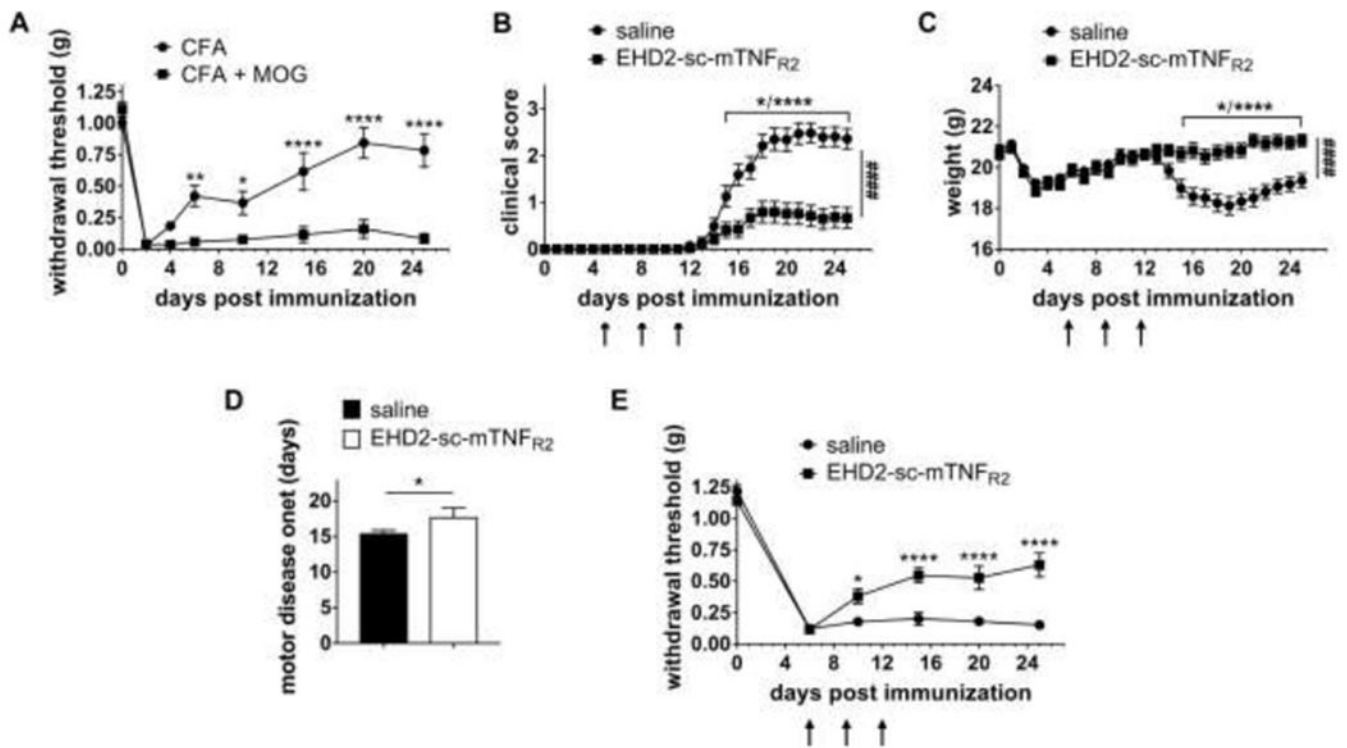 A
withdrawal threshold (g)
CFA
CFA + MOG
1.25
1.00
0.75
0.50
0.25
0.00
** * **** **** ****
0 4 8 12 16 20 24
days post immunization
B
saline
EHD2-sc-mTNFR2
clinical score
3
2
1
0
*/****
####
0 4 8 12 16 20 24
days post immunization
C
saline
EHD2-sc-mTNFR2
weight (g)
24
22
20
18
16
*/****
####
0 4 8 12 16 20 24
days post immunization
D
saline
EHD2-sc-mTNFR2
motor disease onet (days)
20
15
10
5
0
*
E
saline
EHD2-sc-mTNFR2
withdrawal threshold (g)
1.25
1.00
0.75
0.50
0.25
0.00
* **** **** ****
0 4 8 12 16 20 24
days post immunization